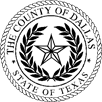 THE COUNTY OF DALLAS
STATE OF TEXAS